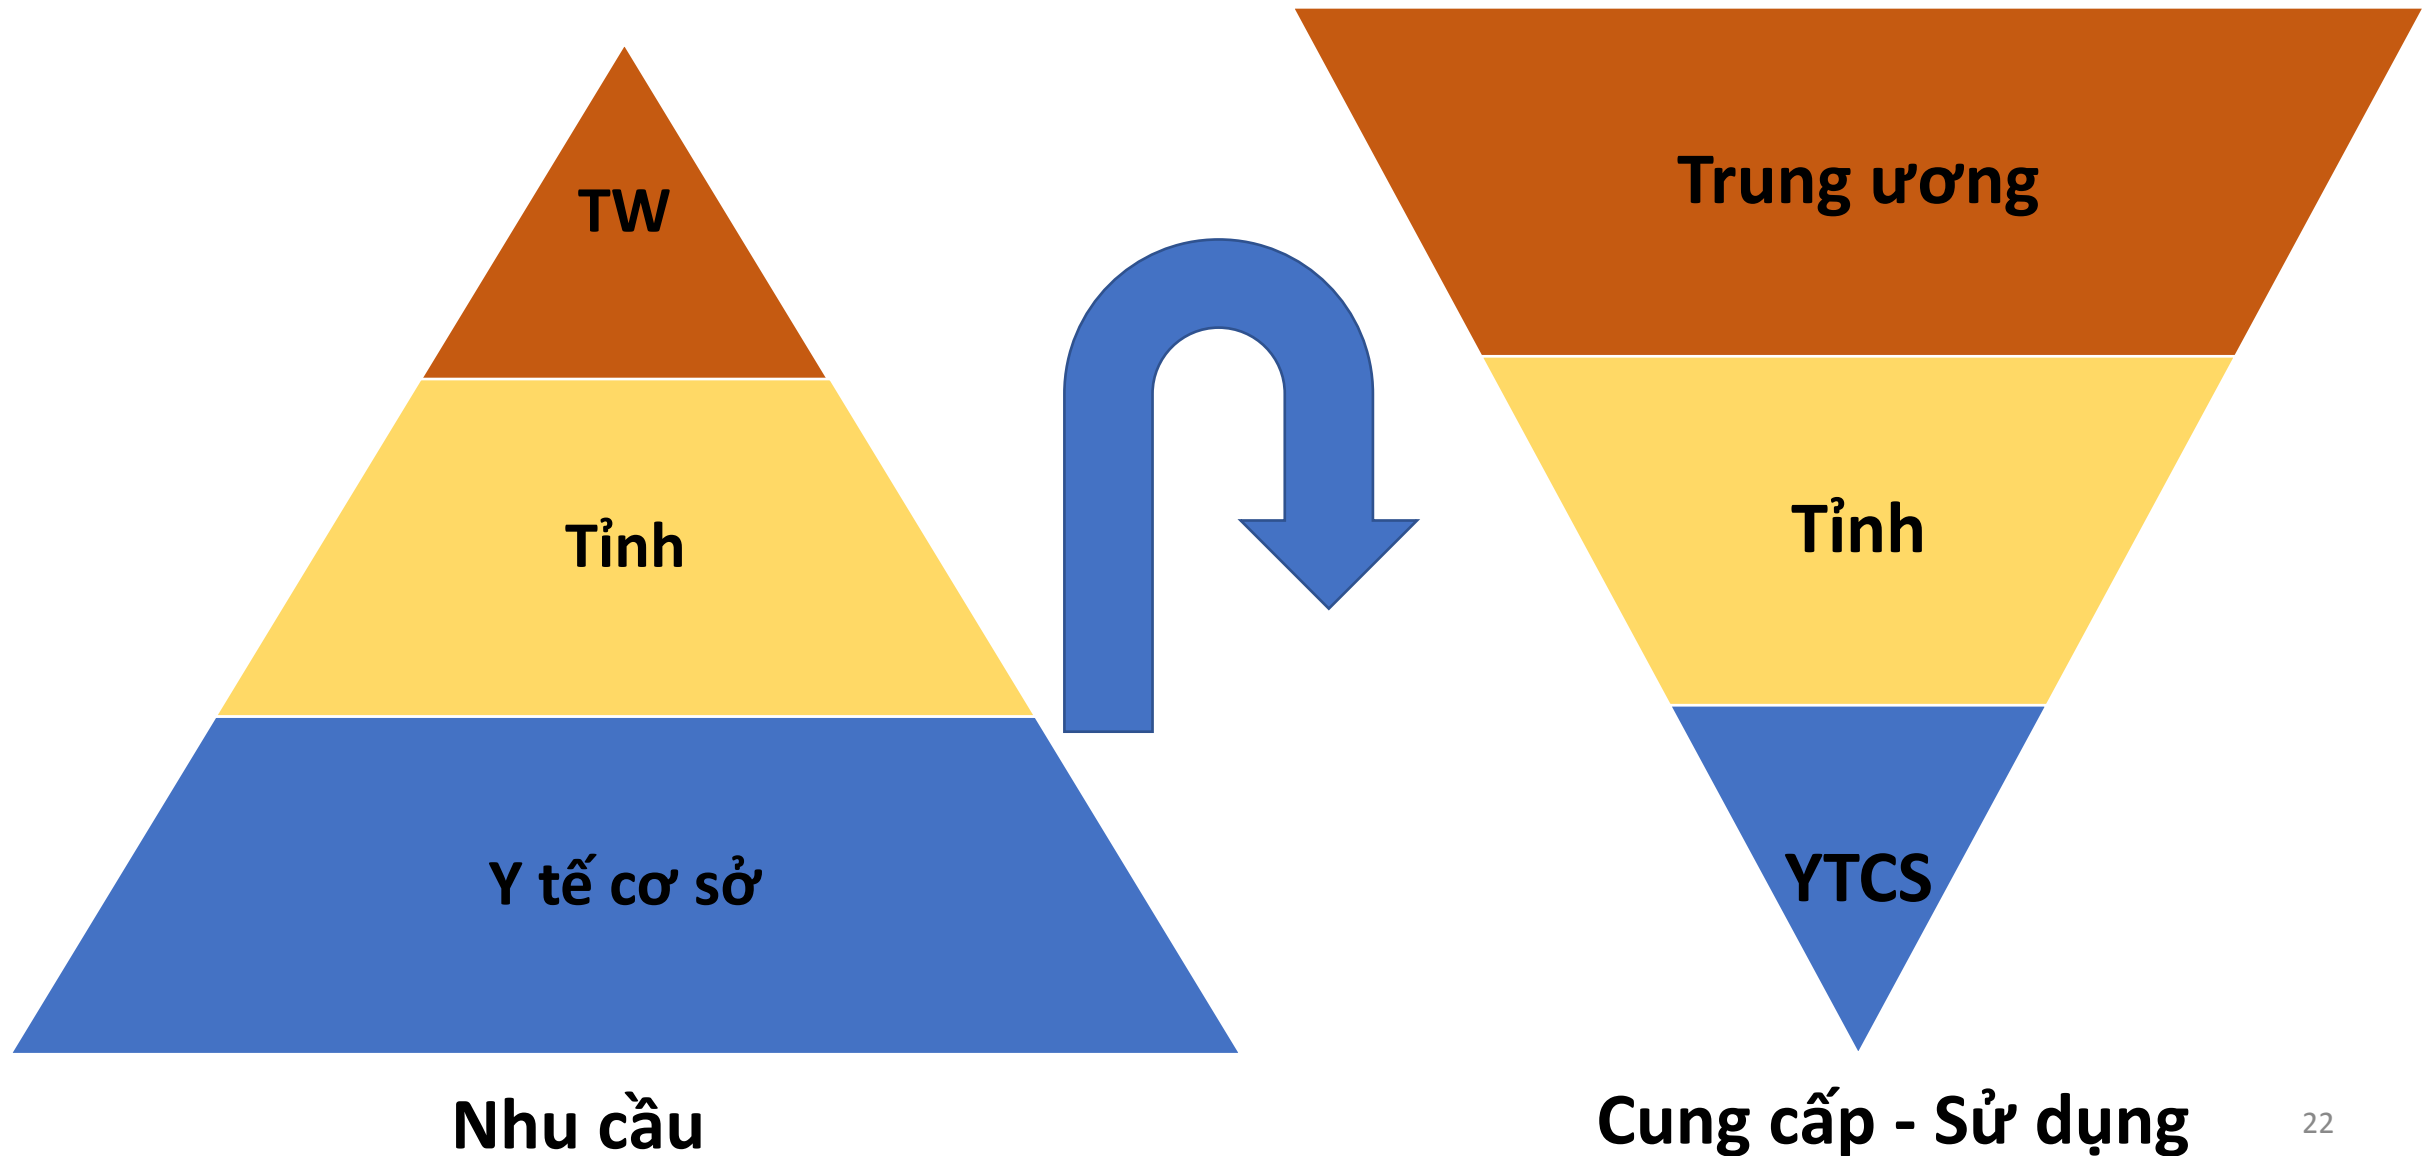 TW
Tỉnh
Y tế cơ sở
Nhu cầu
Trung ương
Tỉnh
YTCS
Cung cấp - Sử dụng
22